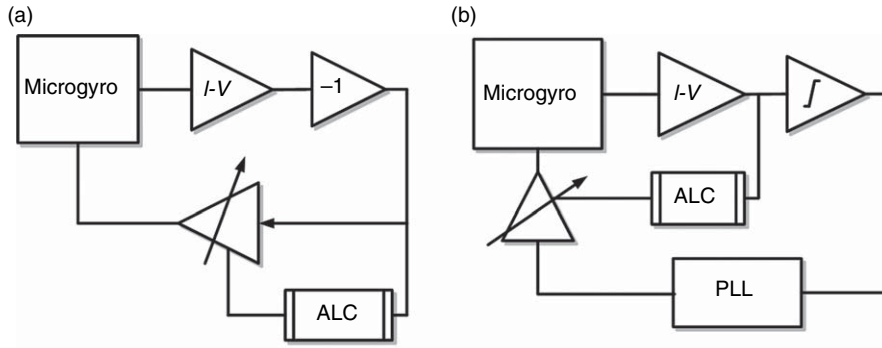 (a)
Microgyro
I-V
–1
ALC
(b)
Microgyro
I-V
ALC
PLL